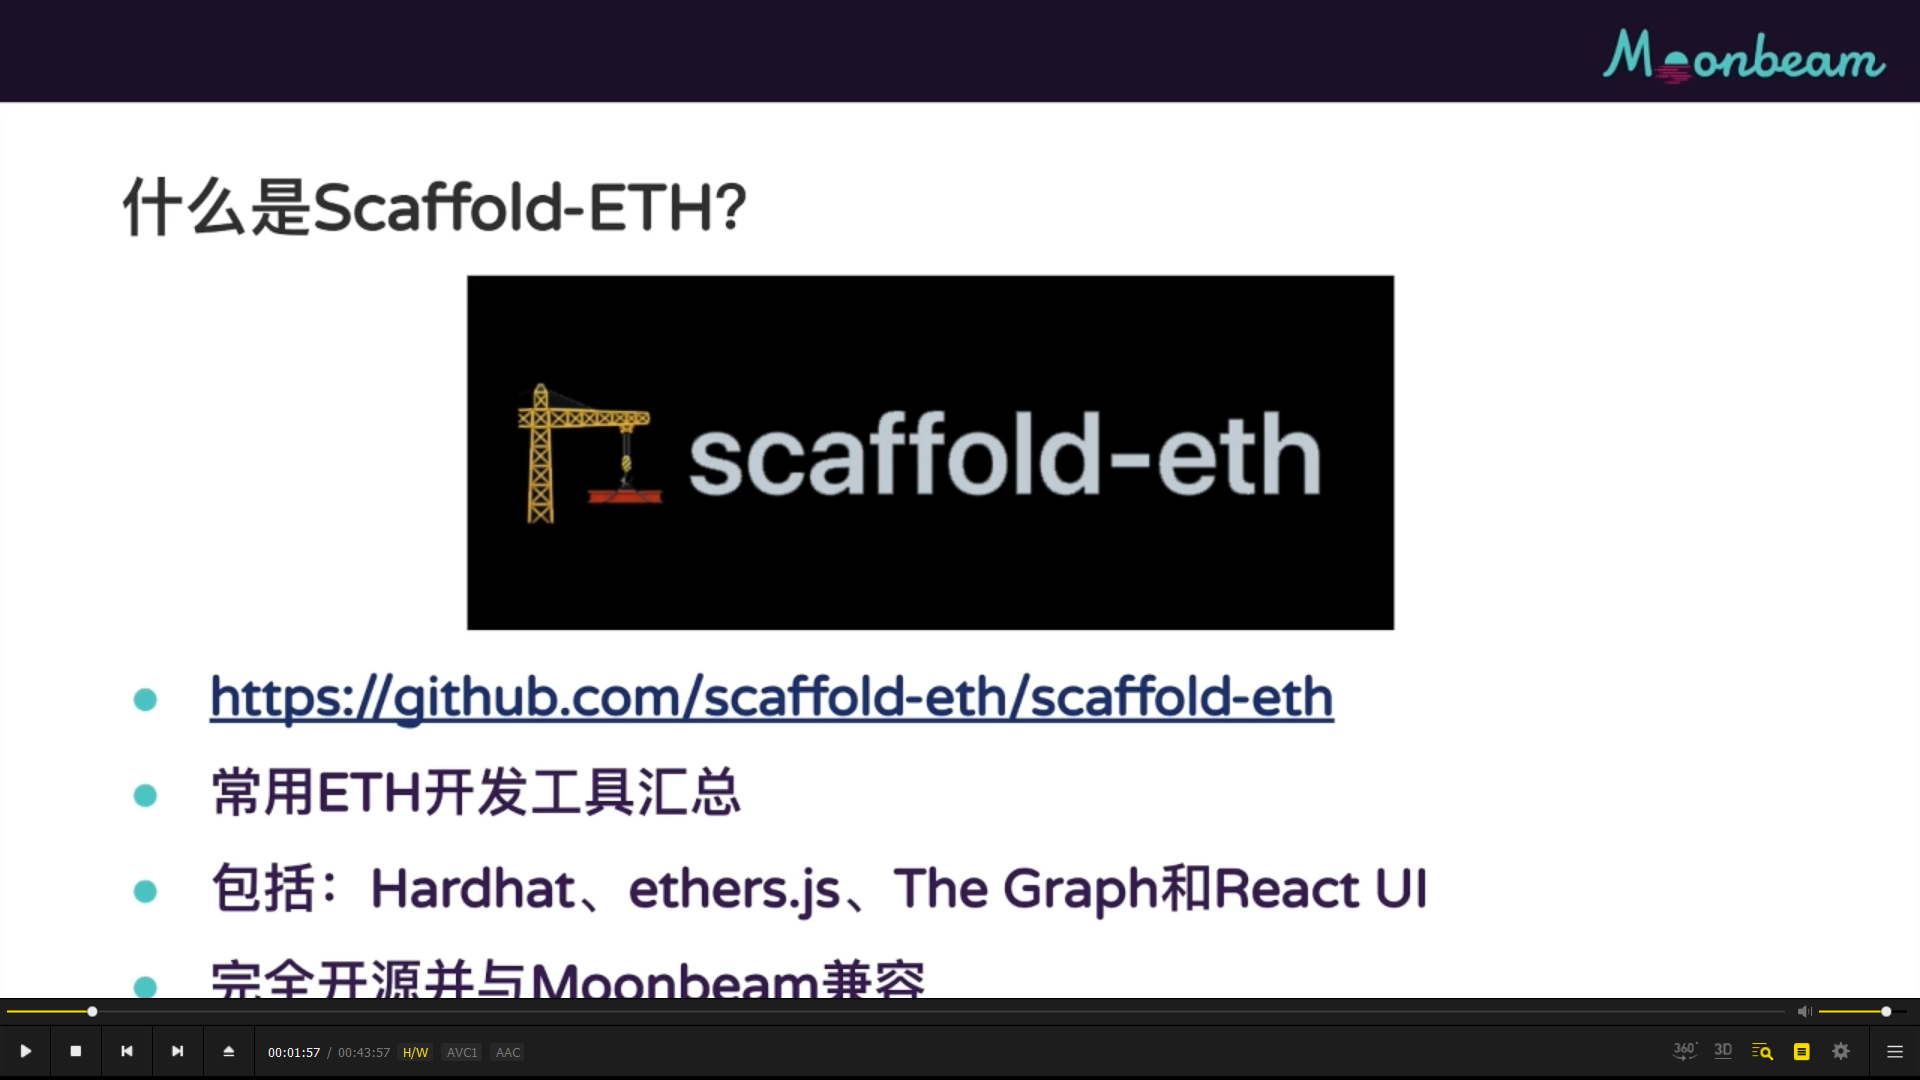 Moonbeam
什么是Scaffold-ETH?
scaffold-eth
https://github.com/scaffold-eth/scaffold-eth
常用ETH开发工具汇总
包括：Hardhat、ethers.js、The Graph和React UI
完全开源并与Moonbeam兼容
00:01:57 / 00:43:57 H/W AVC1 AAC
360° 3D